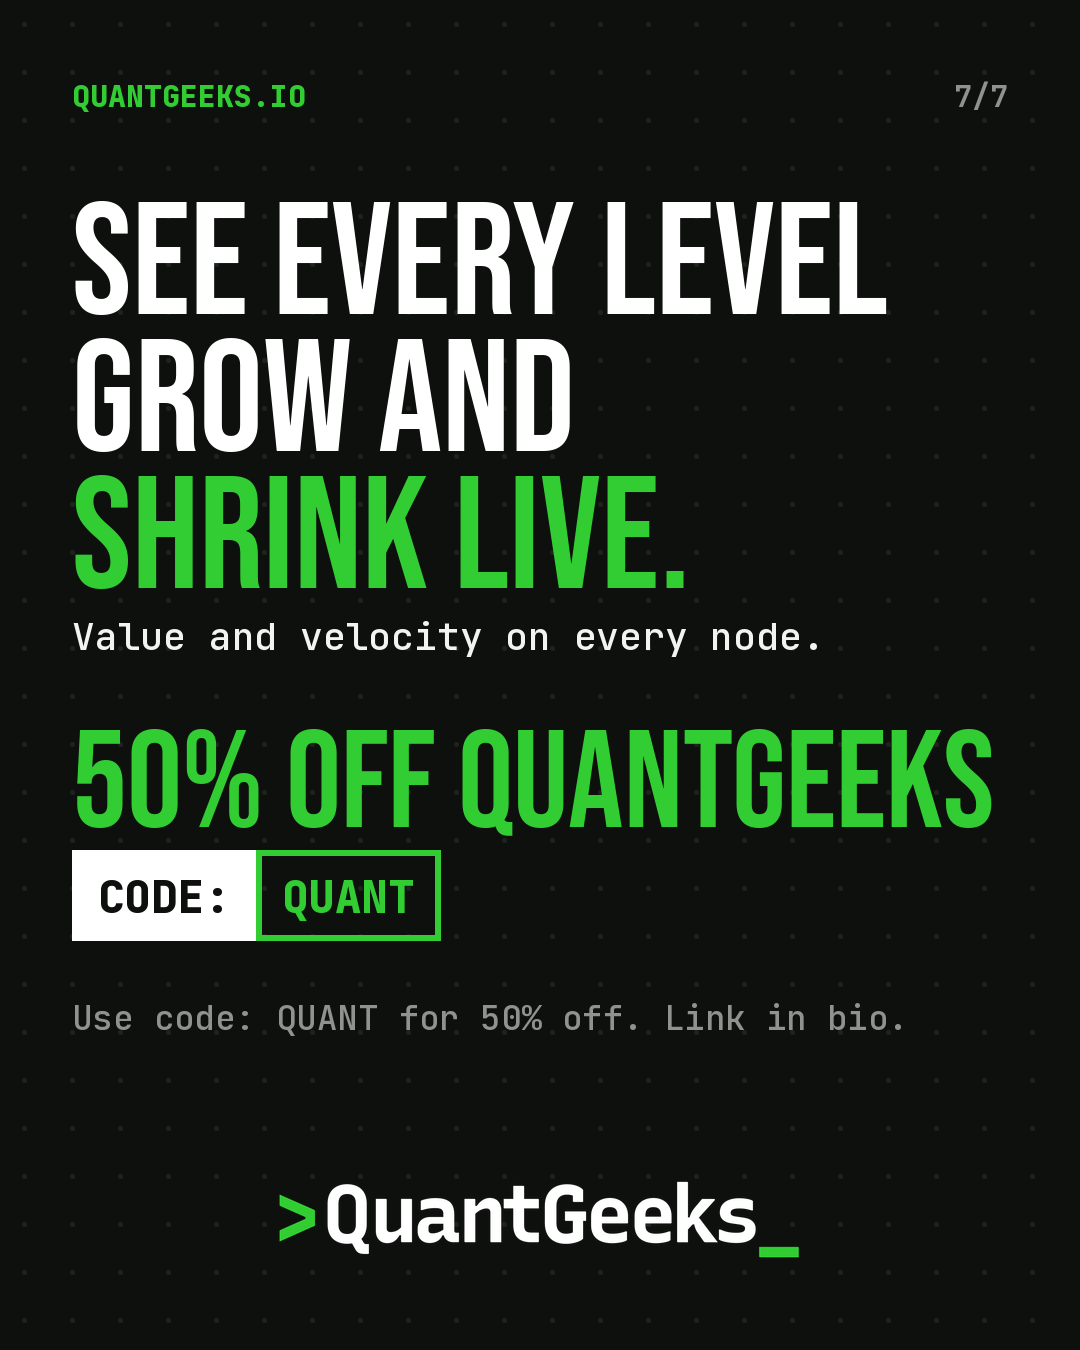 QUANTGEEKS.IO
7/7
SEE EVERY LEVEL
GROW AND
SHRINK LIVE.
Value and velocity on every node.
50% OFF QUANTGEEKS
CODE: QUANT
Use code: QUANT for 50% off. Link in bio.
>QuantGeeks_